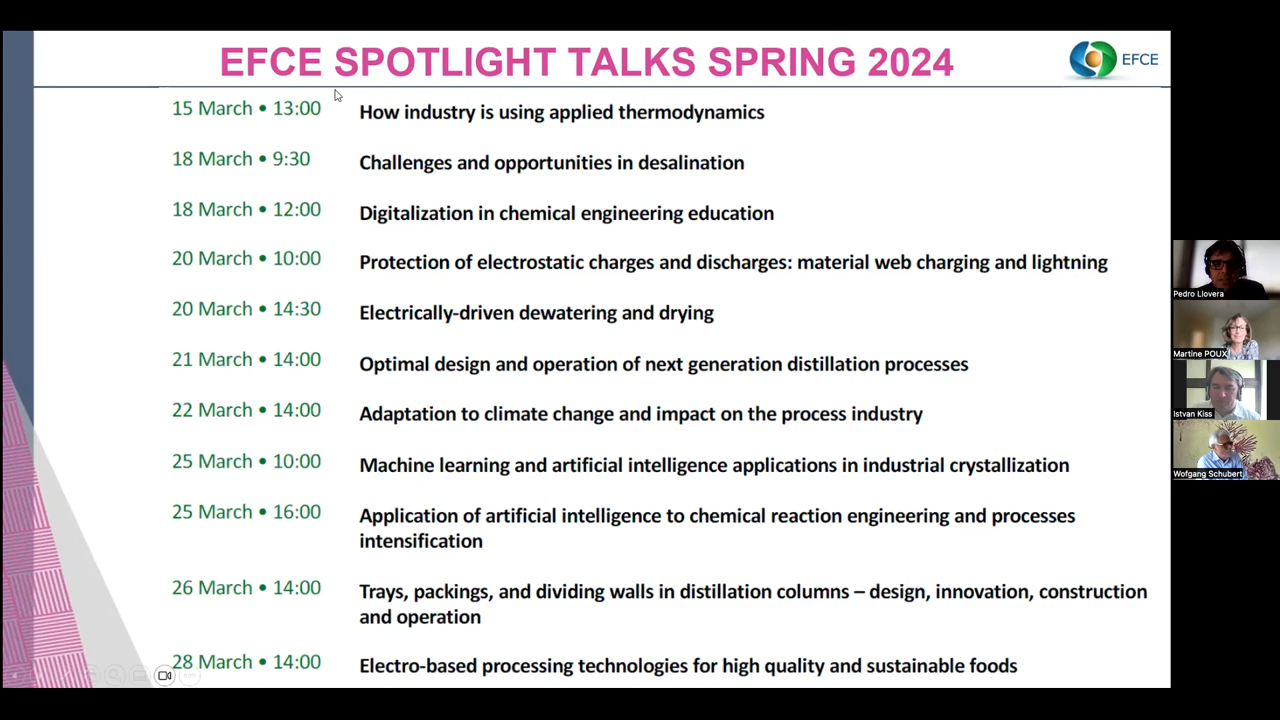 EFCE SPOTLIGHT TALKS SPRING 2024
EFCE
15 March • 13:00 How industry is using applied thermodynamics
18 March • 9:30 Challenges and opportunities in desalination
18 March • 12:00 Digitalization in chemical engineering education
20 March • 10:00 Protection of electrostatic charges and discharges: material web charging and lightning
20 March • 14:30 Electrically-driven dewatering and drying
21 March • 14:00 Optimal design and operation of next generation distillation processes
22 March • 14:00 Adaptation to climate change and impact on the process industry
25 March • 10:00 Machine learning and artificial intelligence applications in industrial crystallization
25 March • 16:00 Application of artificial intelligence to chemical reaction engineering and processes
intensification
26 March • 14:00 Trays, packings, and dividing walls in distillation columns – design, innovation, construction
and operation
28 March • 14:00 Electro-based processing technologies for high quality and sustainable foods
Pedro Llovera
Martine POUX
Istvan Kiss
Wofgang Schubert